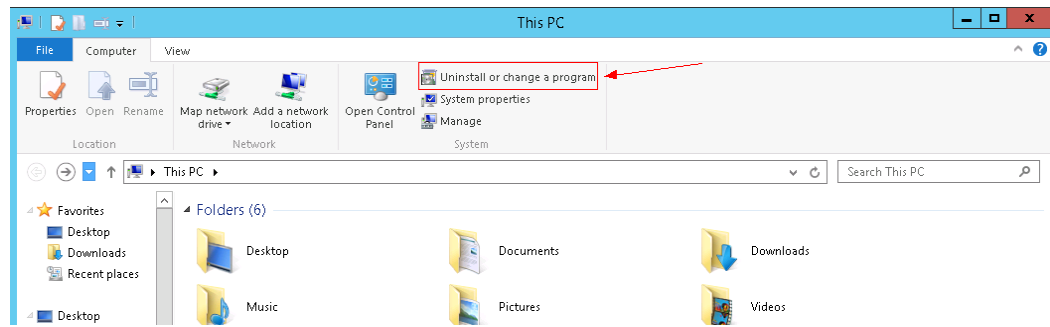 This PC
File Computer View
Uninstall or change a program
System properties
Manage
Properties Open Rename
Map network drive
Add a network location
Open Control Panel
Location Network System
This PC
Search This PC
Favorites
Desktop
Downloads
Recent places
Desktop
Folders (6)
Desktop Documents Downloads
Music Pictures Videos